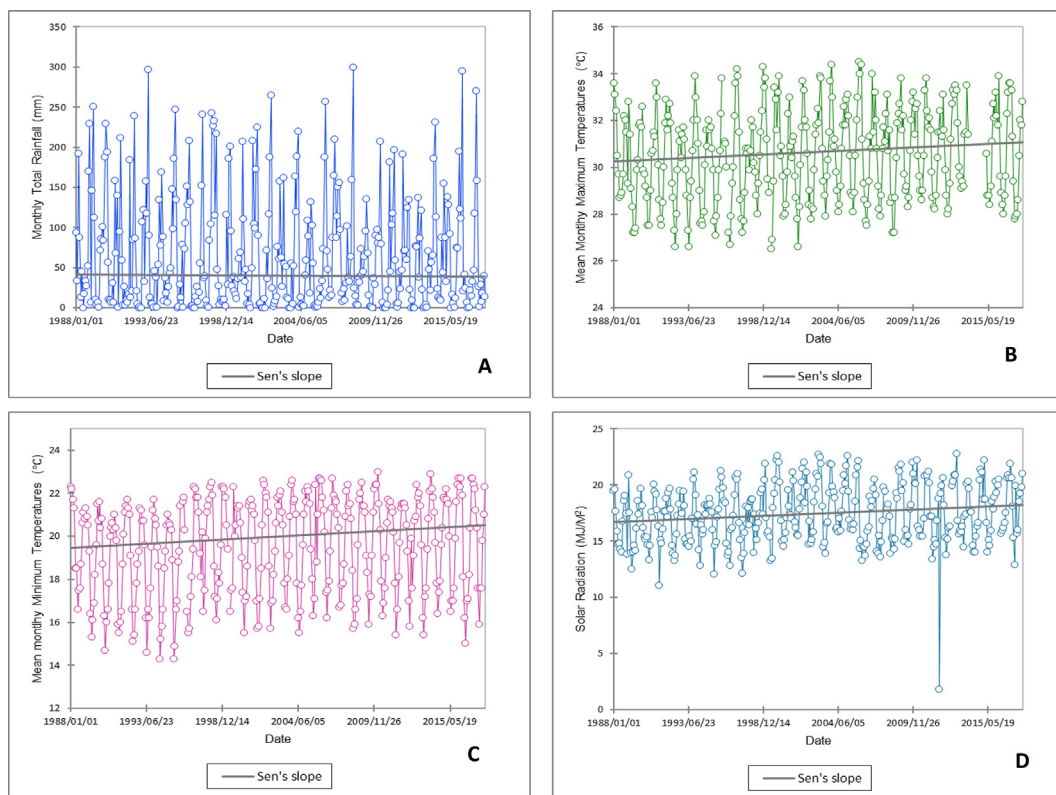 350
300
250
200
150
100
50
0
Monthly Total Rainfall (mm)
1988/01/01 1993/06/23 1998/12/14 2004/06/05 2009/11/26 2015/05/19
Date
Sen's slope
A
36
34
32
30
28
26
24
Mean Monthly Maximum Temperatures (°C)
1988/01/01 1993/06/23 1998/12/14 2004/06/05 2009/11/26 2015/05/19
Date
Sen's slope
B
24
22
20
18
16
14
12
Mean monthly Minimum Temperatures (°C)
1988/01/01 1993/06/23 1998/12/14 2004/06/05 2009/11/26 2015/05/19
Date
Sen's slope
C
25
20
15
10
5
0
Solar Radiation (MJ/M²)
1988/01/01 1993/06/23 1998/12/14 2004/06/05 2009/11/26 2015/05/19
Date
Sen's slope
D